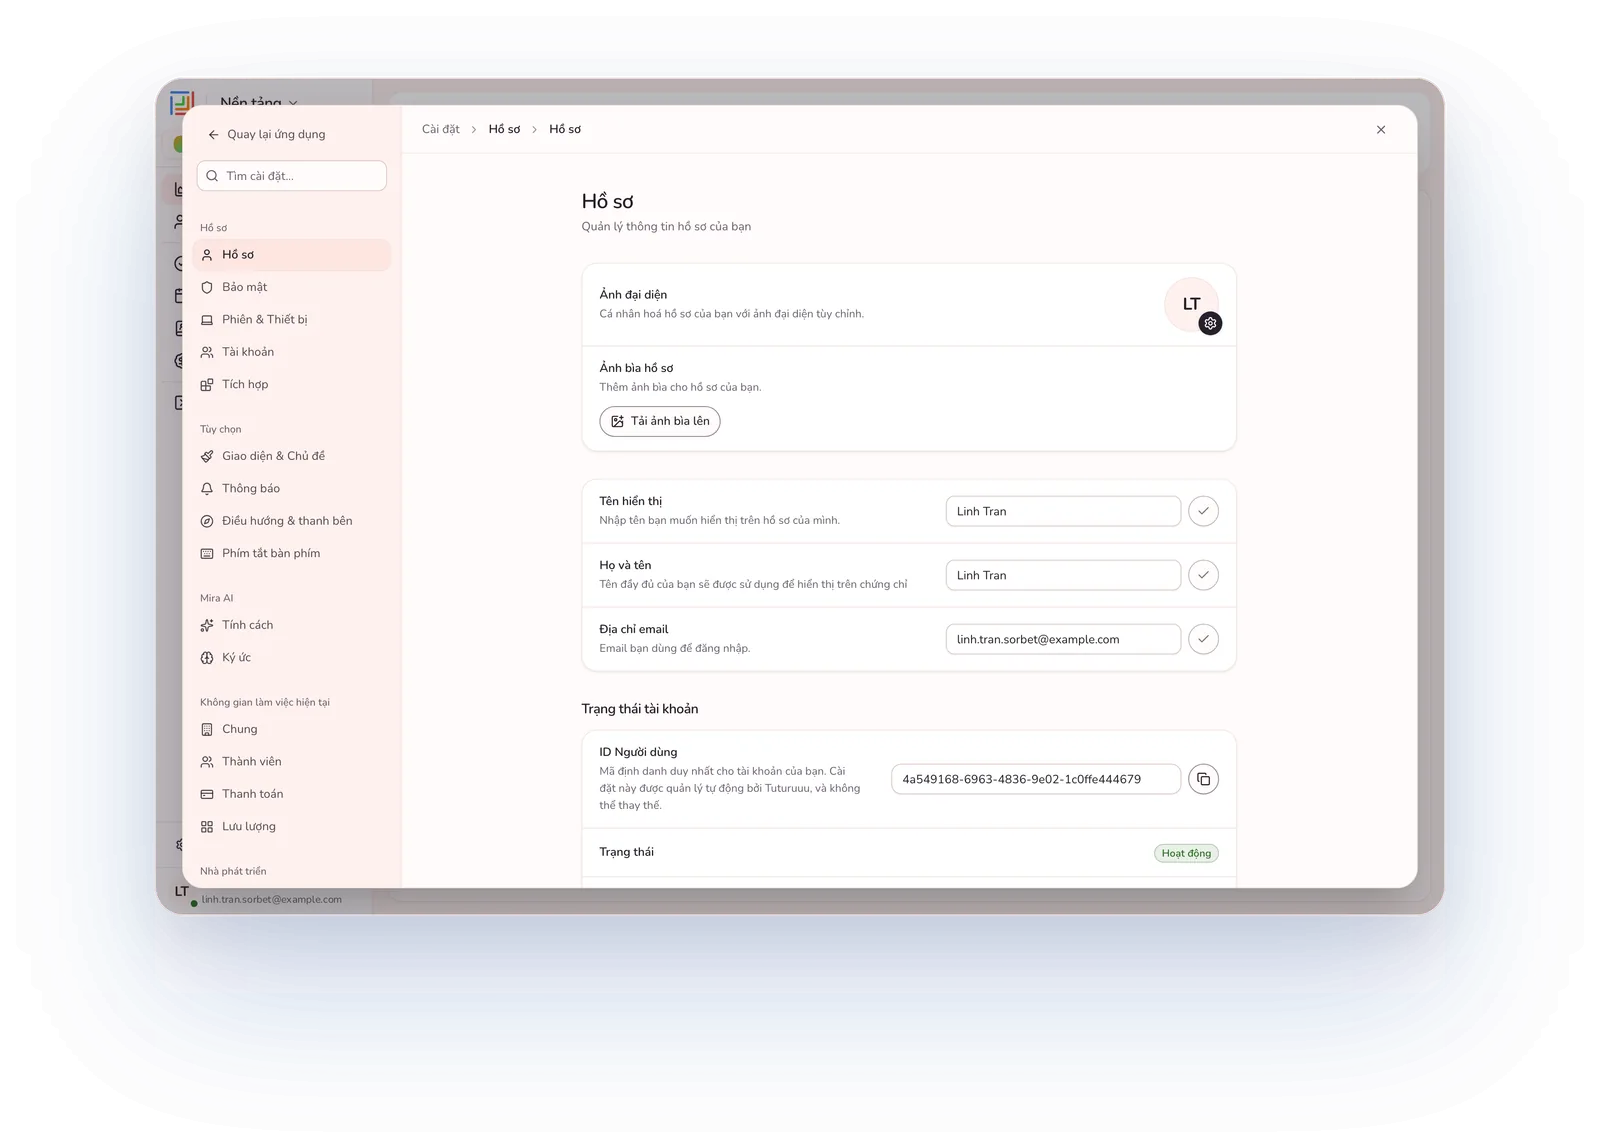 Nền tảng
Quay lại ứng dụng
Tìm cài đặt...
Hồ sơ
Hồ sơ
Bảo mật
Phiên & Thiết bị
Tài khoản
Tích hợp
Tùy chọn
Giao diện & Chủ đề
Thông báo
Điều hướng & thanh bên
Phím tắt bàn phím
Mira AI
Tính cách
Ký ức
Không gian làm việc hiện tại
Chung
Thành viên
Thanh toán
Lưu lượng
Nhà phát triển
LT
linh.tran.sorbet@example.com
Cài đặt > Hồ sơ > Hồ sơ
Hồ sơ
Quản lý thông tin hồ sơ của bạn
Ảnh đại diện
Cá nhân hoá hồ sơ của bạn với ảnh đại diện tùy chỉnh.
LT
Ảnh bìa hồ sơ
Thêm ảnh bìa cho hồ sơ của bạn.
Tải ảnh bìa lên
Tên hiển thị
Nhập tên bạn muốn hiển thị trên hồ sơ của mình.
Linh Tran
Họ và tên
Tên đầy đủ của bạn sẽ được sử dụng để hiển thị trên chứng chỉ
Linh Tran
Địa chỉ email
Email bạn dùng để đăng nhập.
linh.tran.sorbet@example.com
Trạng thái tài khoản
ID Người dùng
Mã định danh duy nhất cho tài khoản của bạn. Cài
đặt này được quản lý tự động bởi Tuturuuu, và không
thể thay thế.
4a549168-6963-4836-9e02-1c0ffe444679
Trạng thái
Hoạt động